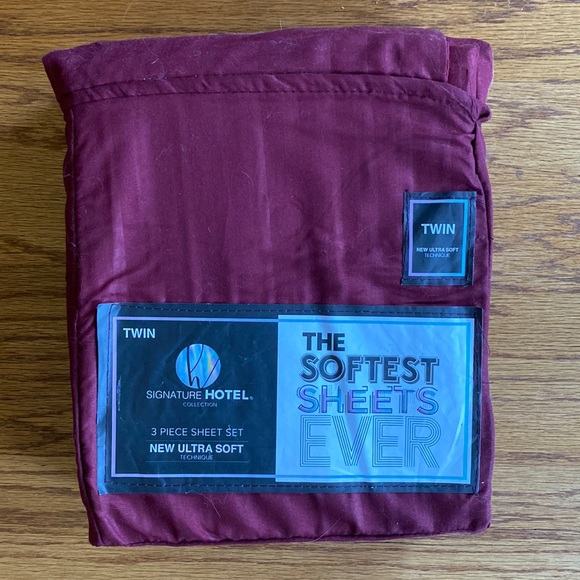 TWIN
NEW ULTRA SOFT
TECHNIQUE
TWIN
SIGNATURE HOTEL®
COLLECTION
3 PIECE SHEET SET
NEW ULTRA SOFT
TECHNIQUE
THE
SOFTEST
SHEETS
EVER